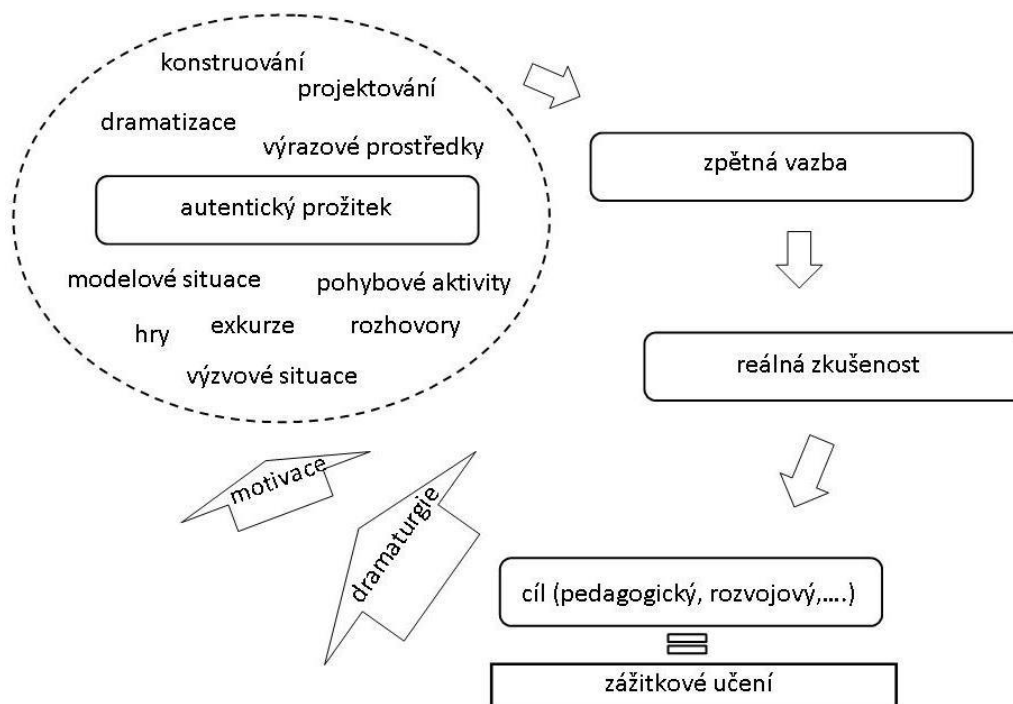 konstruování
projektování
dramatizace
výrazové prostředky
autentický prožitek
modelové situace
pohybové aktivity
hry
exkurze
rozhovory
výzvové situace
zpětná vazba
reálná zkušenost
motivace
dramaturgie
cíl (pedagogický, rozvojový,....)
zážitkové učení